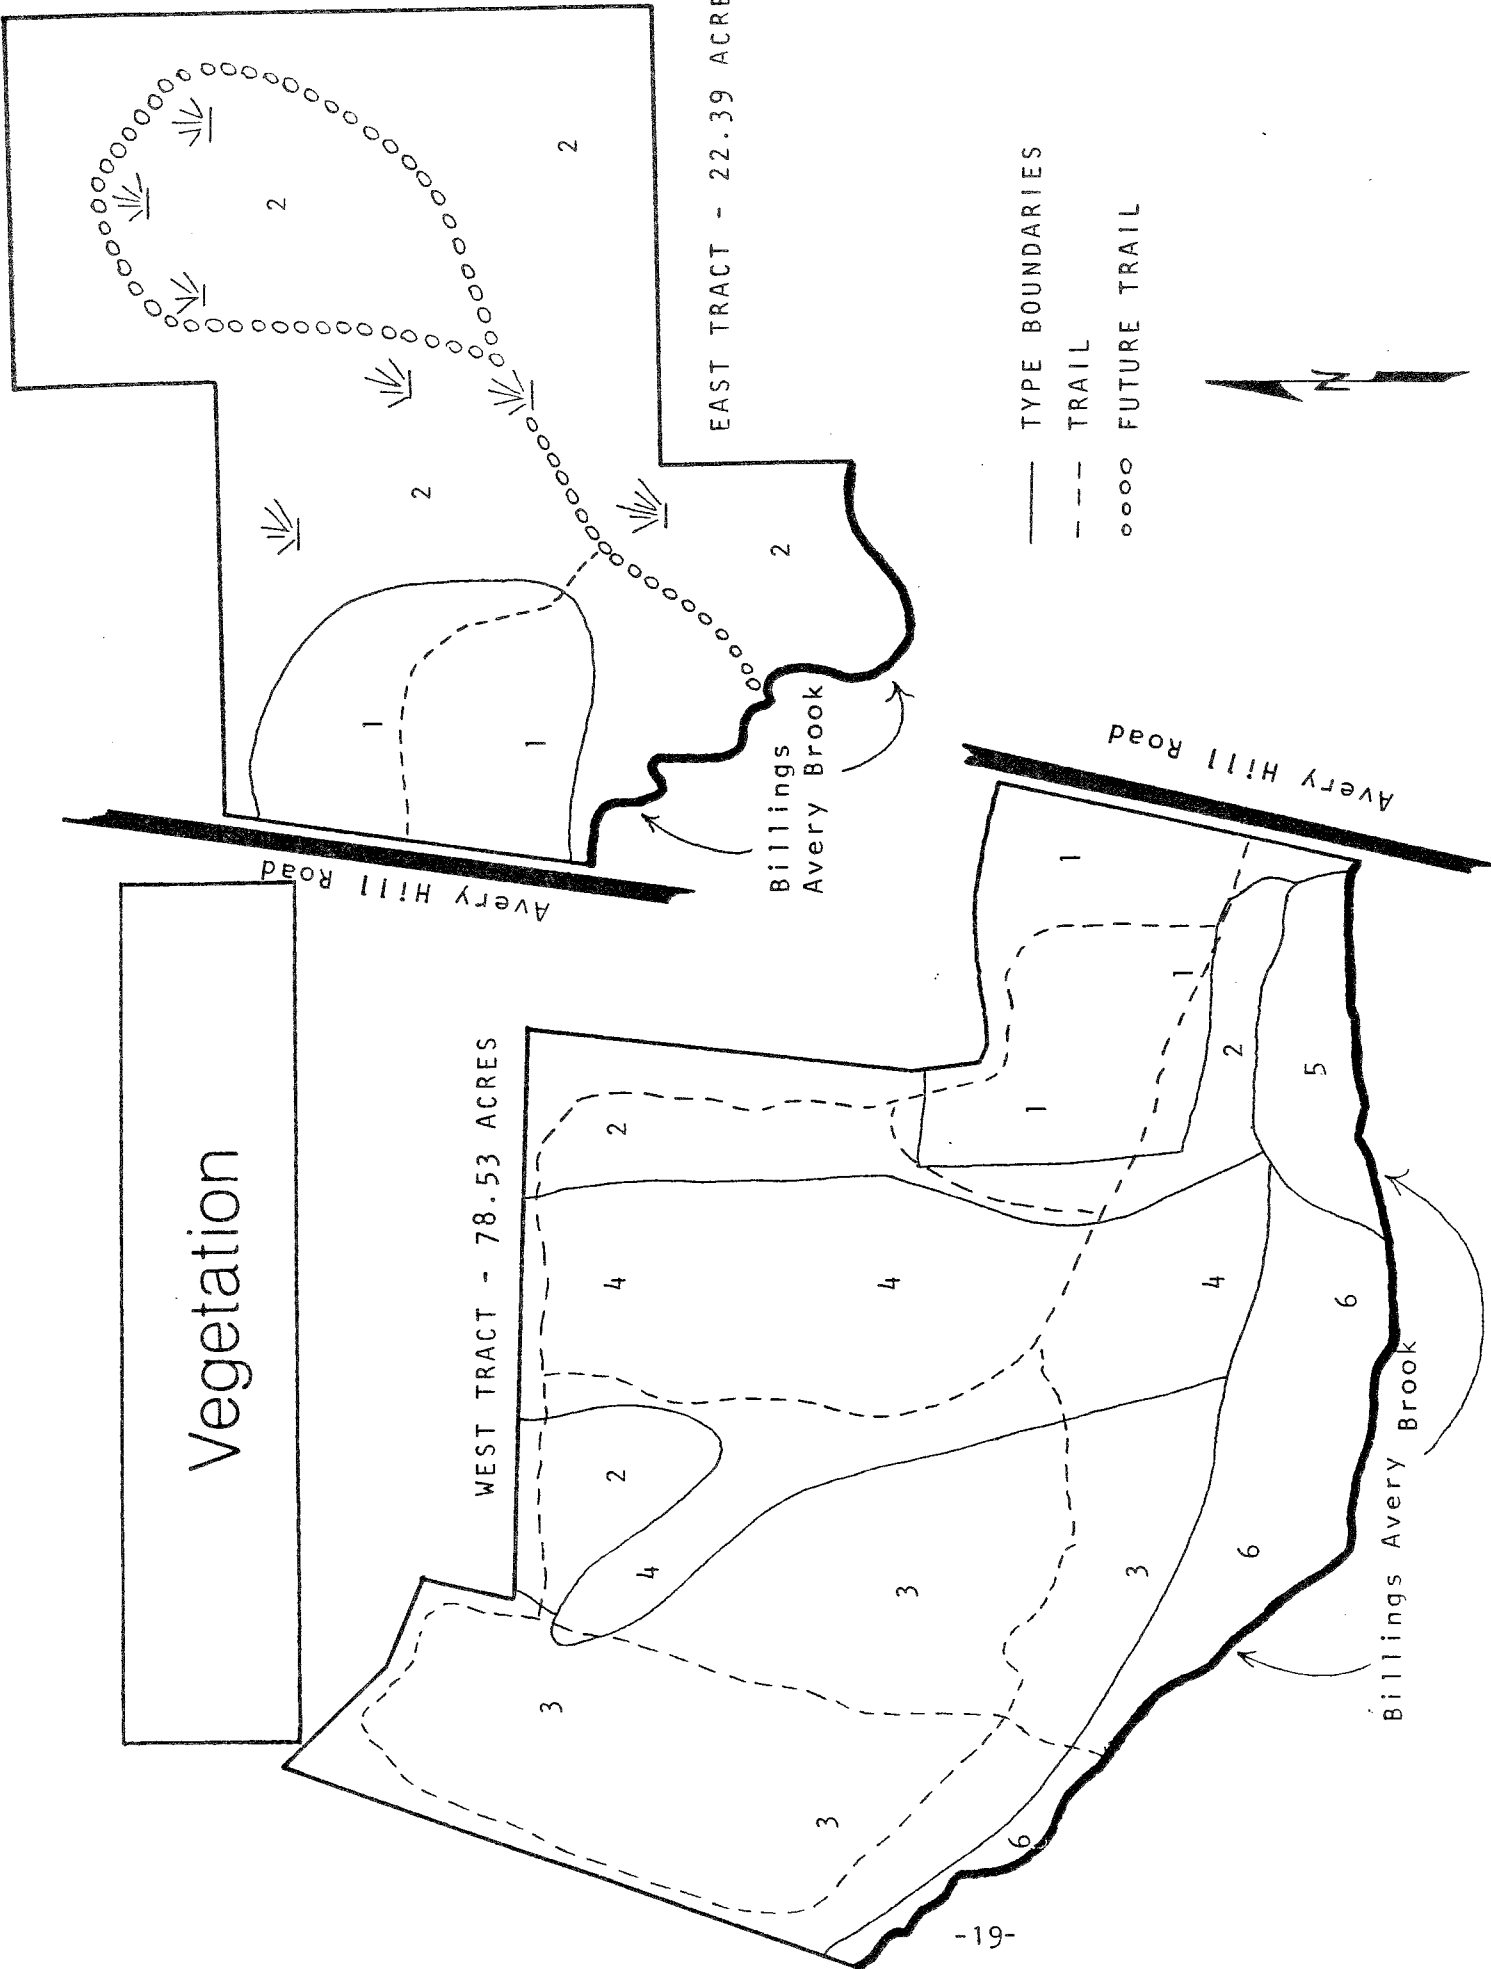 Vegetation
WEST TRACT - 78.53 ACRES
2
2
4
4
4
4
3
3
3
3
1
1
1
2
5
6
6
6
Avery Hill Road
Billings Avery Brook
Avery Hill Road
1
1
2
2
2
2
Billings
Avery Brook
EAST TRACT - 22.39 ACRE
TYPE BOUNDARIES
TRAIL
FUTURE TRAIL
N
-19-